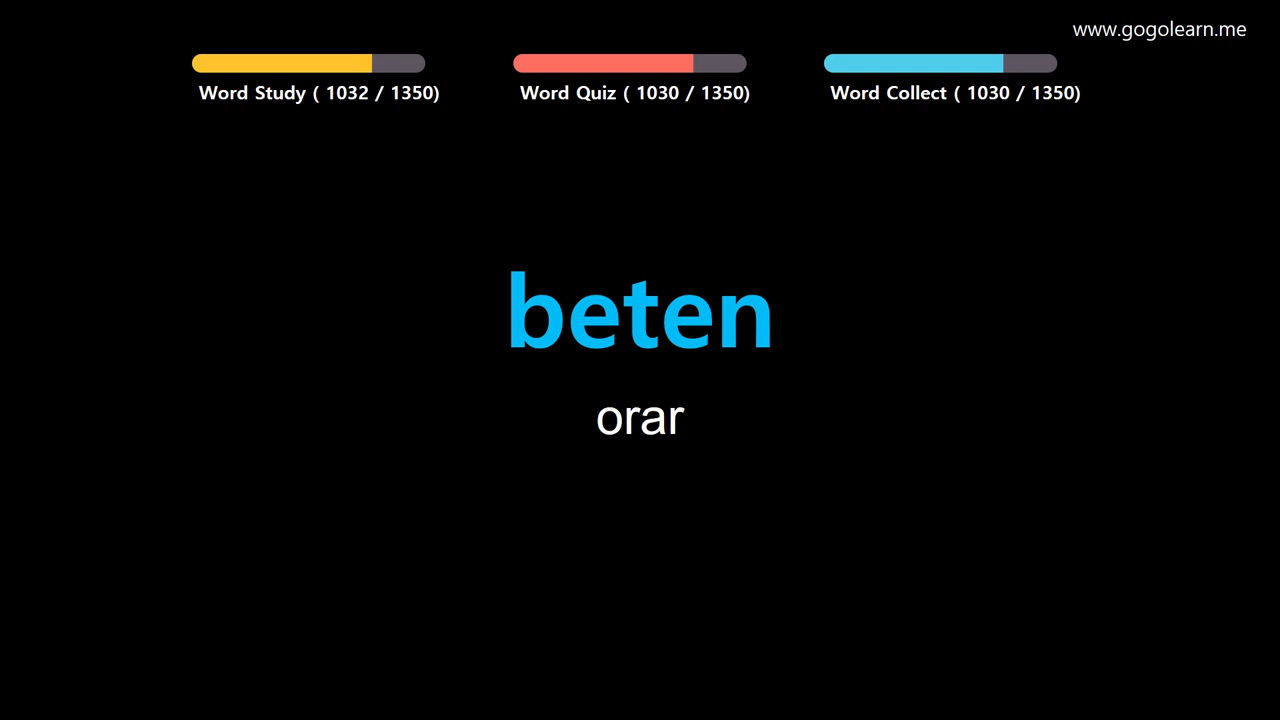 www.gogolearn.me
Word Study ( 1032 / 1350)
Word Quiz ( 1030 / 1350)
Word Collect ( 1030 / 1350)
beten
orar